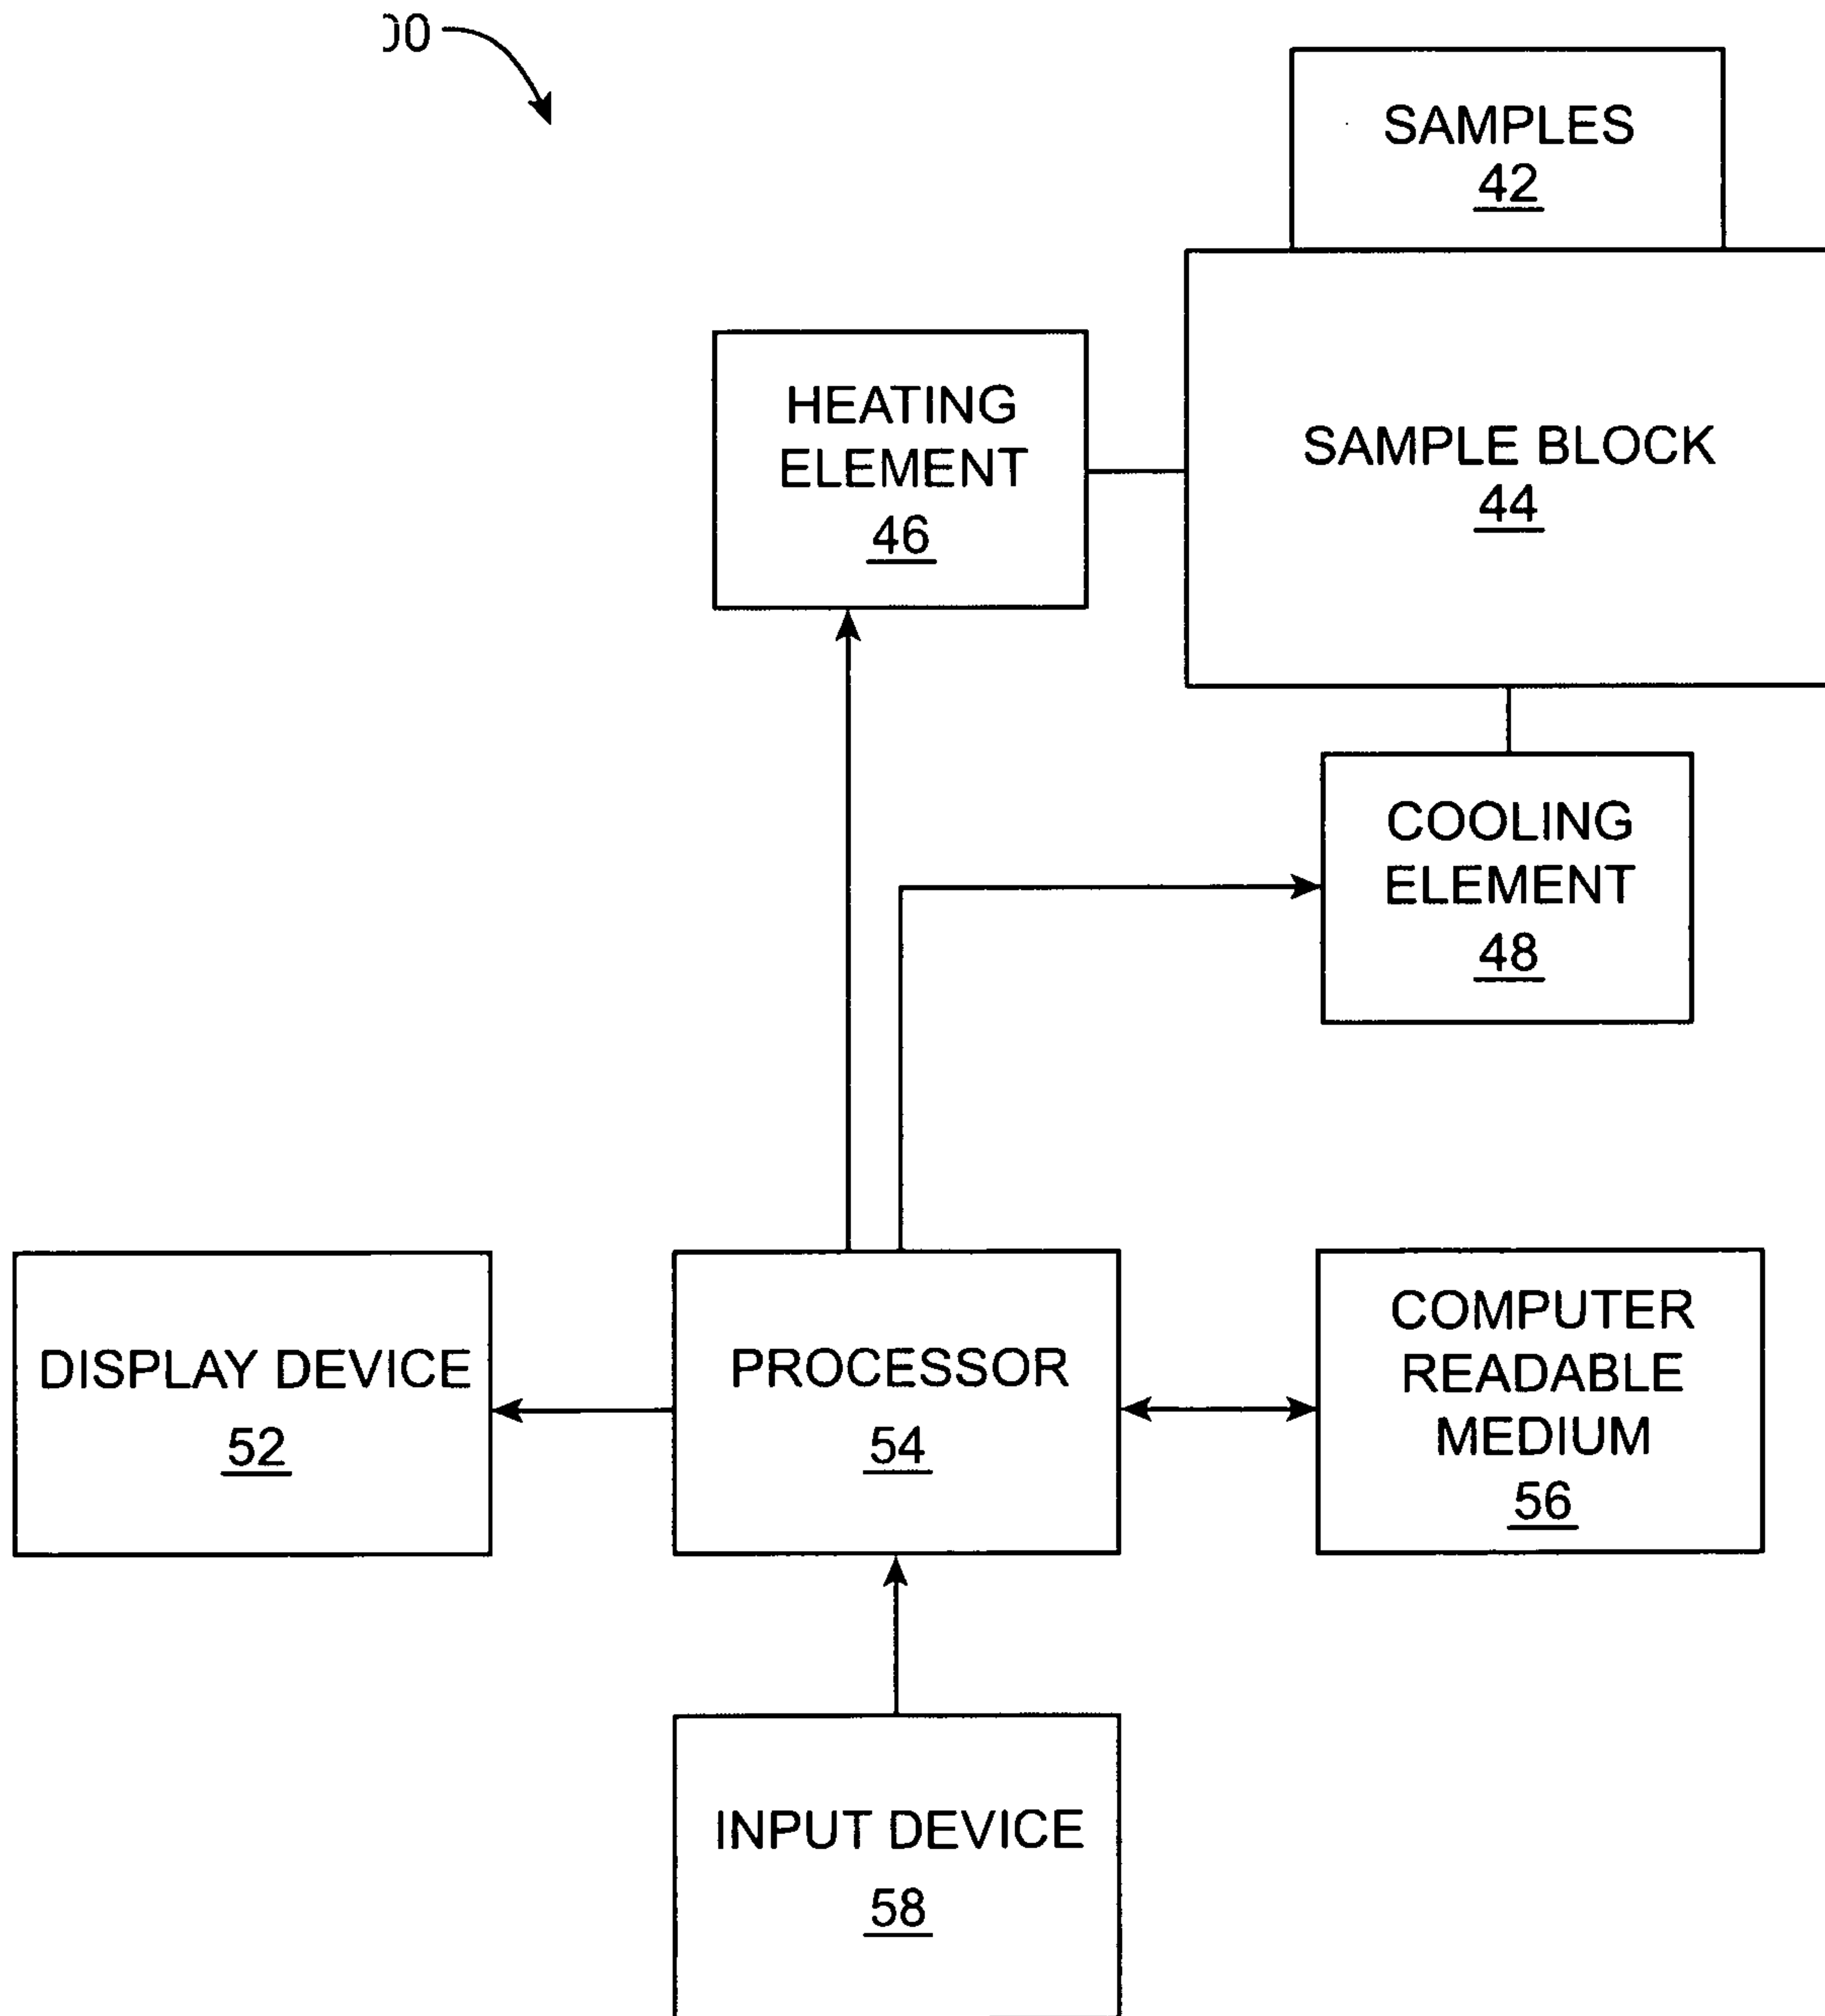 00
SAMPLES
42
HEATING
ELEMENT
46
SAMPLE BLOCK
44
COOLING
ELEMENT
48
DISPLAY DEVICE
52
PROCESSOR
54
COMPUTER
READABLE
MEDIUM
56
INPUT DEVICE
58